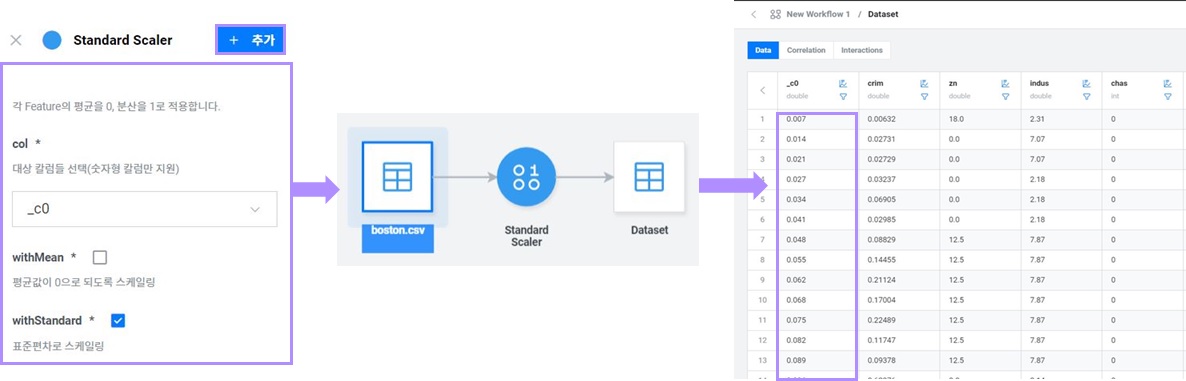 Standard Scaler
+ 추가
각 Feature의 평균을 0, 분산을 1로 적용합니다.
col *
대상 칼럼들 선택(숫자형 칼럼만 지원)
_c0
withMean *
평균값이 0으로 되도록 스케일링
withStandard *
표준편차로 스케일링
boston.csv
Standard
Scaler
Dataset
New Workflow 1 / Dataset
Data Correlation Interactions
_c0 crim zn indus chas
double double double double int
1 0.007 0.00632 18.0 2.31 0
2 0.014 0.02731 0.0 7.07 0
3 0.021 0.02729 0.0 7.07 0
0.027 0.03237 0.0 2.18 0
5 0.034 0.06905 0.0 2.18 0
6 0.041 0.02985 0.0 2.18 0
7 0.048 0.08829 12.5 7.87 0
8 0.055 0.14455 12.5 7.87 0
9 0.062 0.21124 12.5 7.87 0
10 0.068 0.17004 12.5 7.87 0
11 0.075 0.22489 12.5 7.87 0
12 0.082 0.11747 12.5 7.87 0
13 0.089 0.09378 12.5 7.87 0